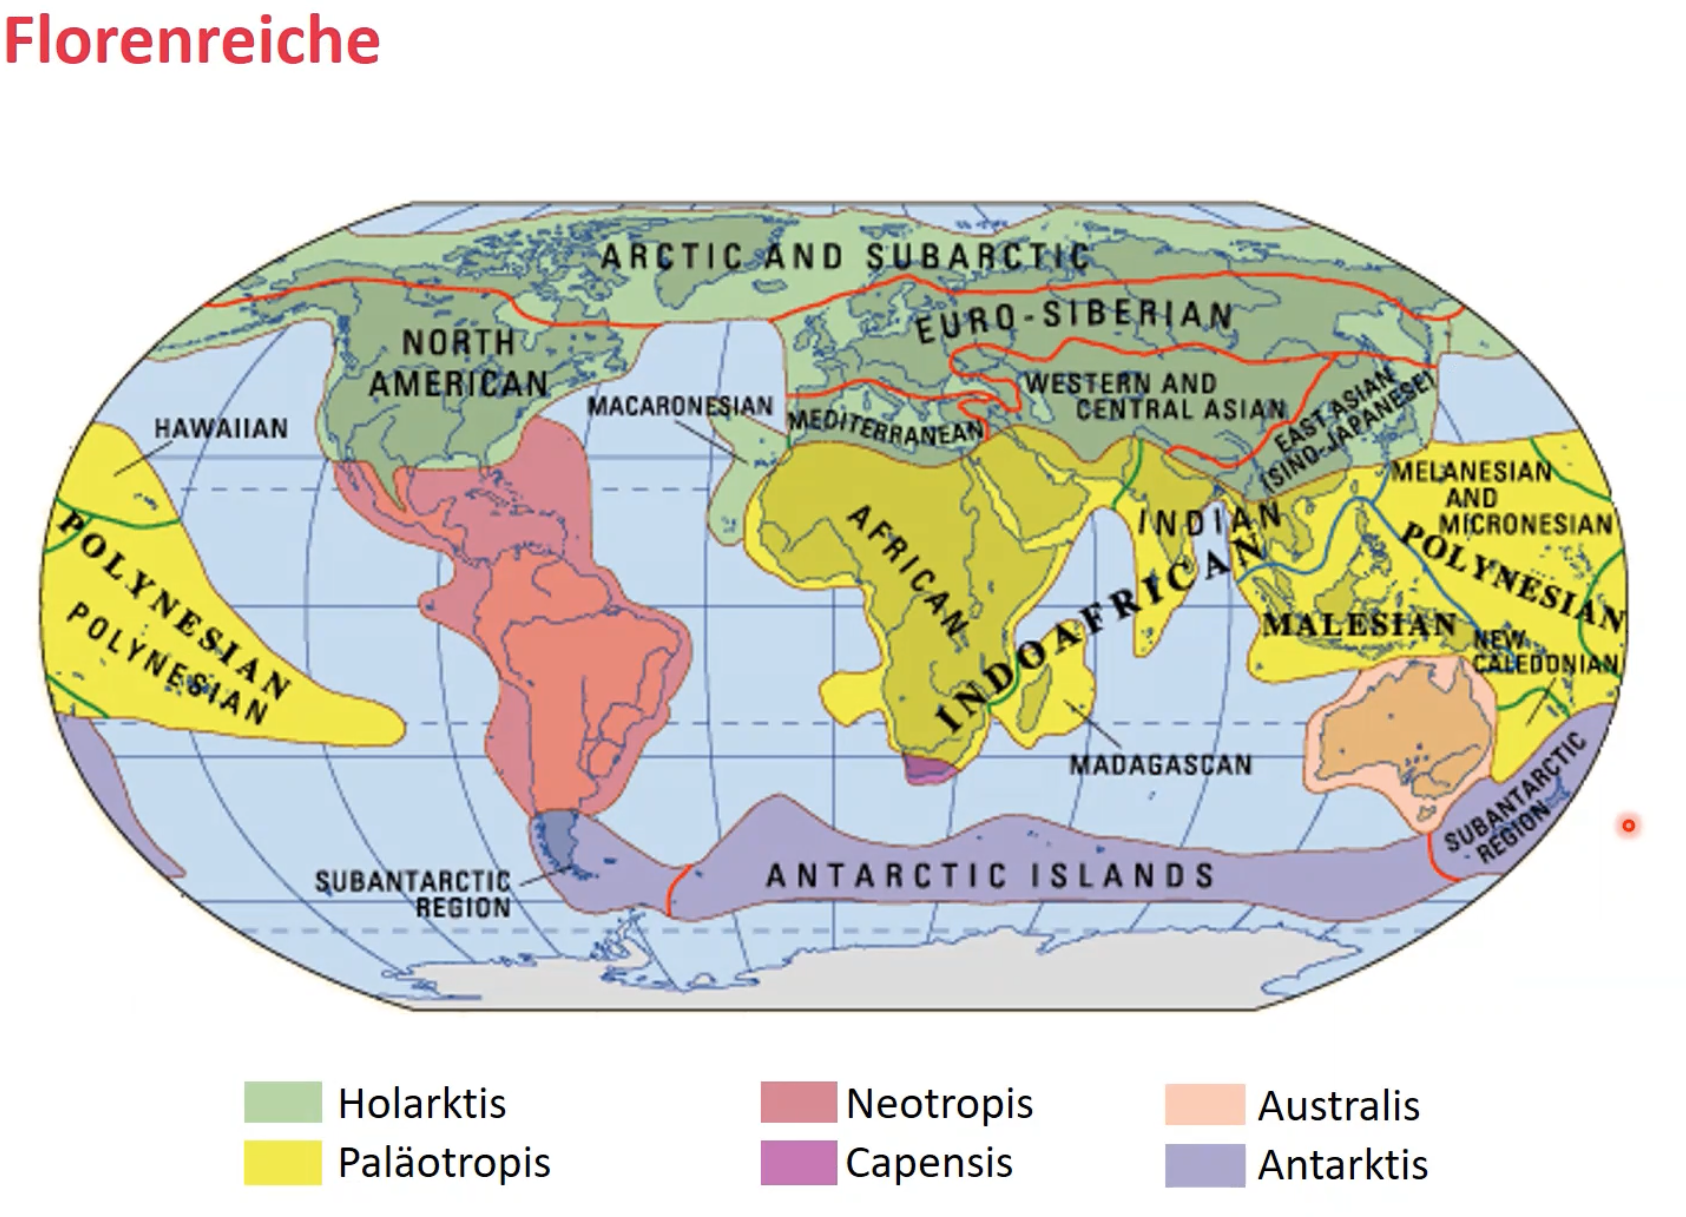 Florenreiche
ARCTIC AND SUBARCTIC
EURO-SIBERIAN
NORTH
AMERICAN
WESTERN AND
CENTRAL ASIAN
EAST ASIAN
(SINO-JAPANESE)
MACARONESIAN
MEDITERRANEAN
HAWAIIAN
MELANESIAN
AND
MICRONESIAN
POLYNESIAN
POLYNESIAN
AFRICAN
INDIAN
INDOAFRICAN
POLYNESIAN
MALESIAN
NEW
CALEDONIAN
MADAGASCAN
SUBANTARCTIC
REGION
ANTARCTIC ISLANDS
SUBANTARCTIC
REGION
Holarktis
Neotropis
Australis
Paläotropis
Capensis
Antarktis